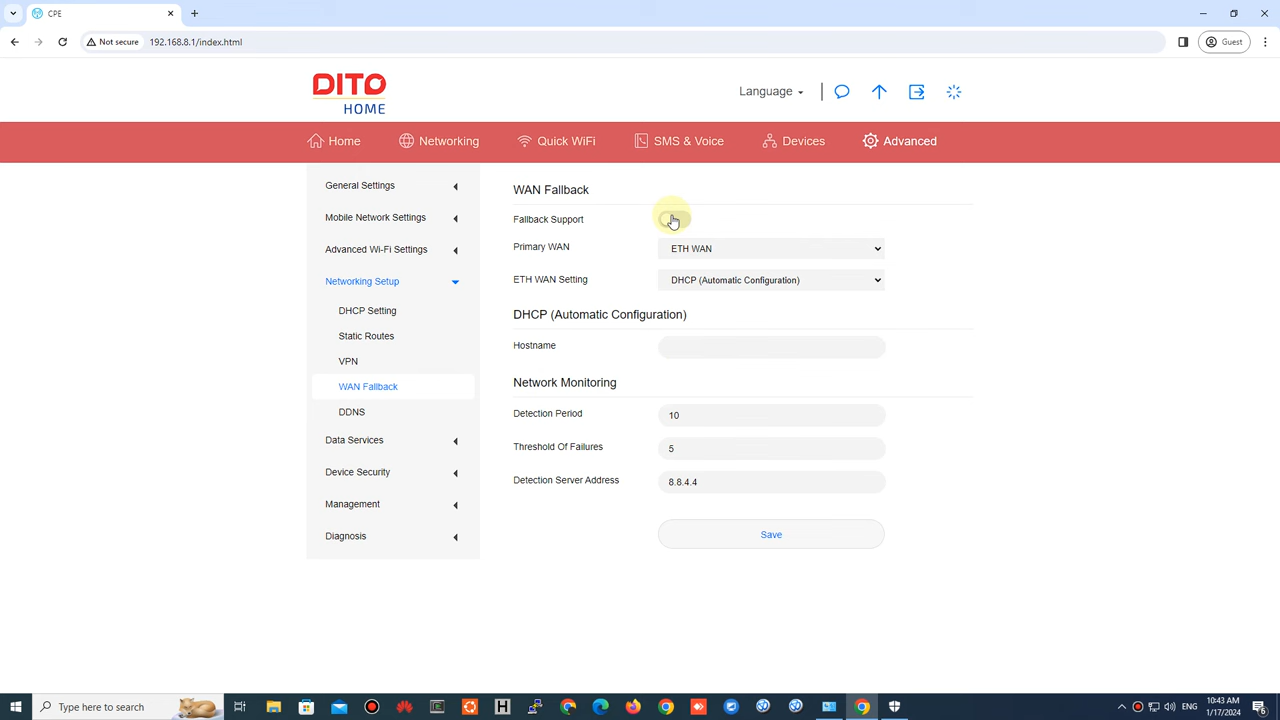 CPE
Not secure
192.168.8.1/index.html
Guest
DITO
HOME
Language
Home
Networking
Quick WiFi
SMS & Voice
Devices
Advanced
General Settings
Mobile Network Settings
Advanced Wi-Fi Settings
Networking Setup
DHCP Setting
Static Routes
VPN
WAN Fallback
DDNS
Data Services
Device Security
Management
Diagnosis
WAN Fallback
Fallback Support
Primary WAN
ETH WAN
ETH WAN Setting
DHCP (Automatic Configuration)
DHCP (Automatic Configuration)
Hostname
Network Monitoring
Detection Period
10
Threshold Of Failures
5
Detection Server Address
8.8.4.4
Save
Type here to search
H
ENG
10:43 AM
1/17/2024